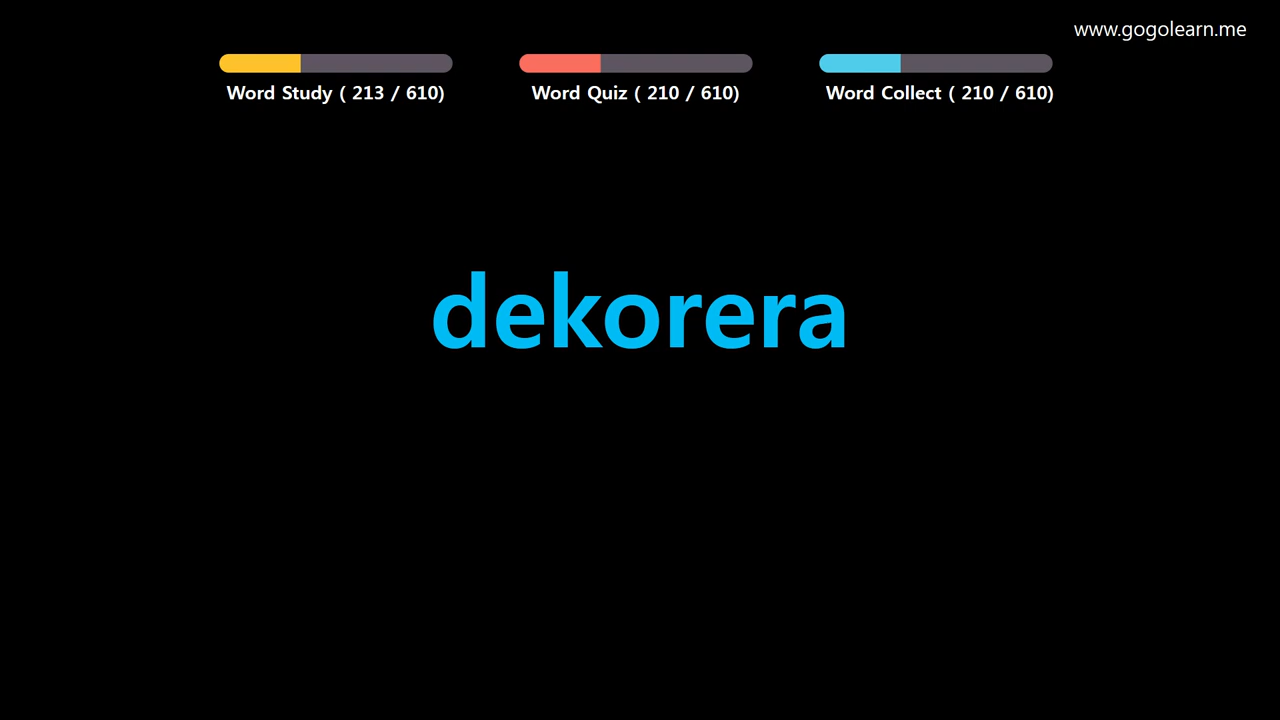 www.gogolearn.me
Word Study ( 213 / 610)
Word Quiz ( 210 / 610)
Word Collect ( 210 / 610)
dekorera